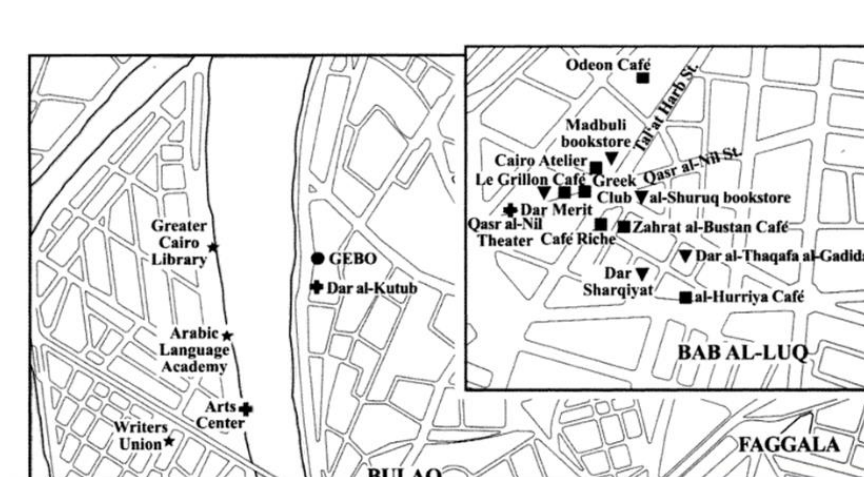 Greater
Cairo
Library
GEBO
Dar al-Kutub
Arabic
Language
Academy
Arts
Center
Writers
Union
BULAQ
FAGGALA
Odeon Café
Tal'at Harb St.
Madbuli
bookstore
Cairo Atelier
Qasr al-Nil St.
Le Grillon Café
Greek
Club
al-Shuruq bookstore
Dar Merit
Qasr al-Nil
Theater
Café Riche
Zahrat al-Bustan Café
Dar al-Thaqafa al-Gadida
Dar
Sharqiyat
al-Hurriya Café
BAB AL-LUQ